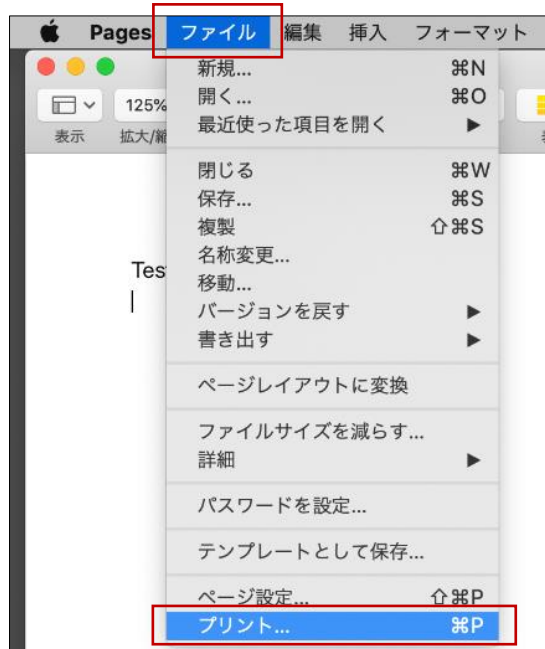 Pages ファイル 編集 挿入 フォーマット
新規... ⌘N
125% 開く... ⌘O
表示 拡大/縮 最近使った項目を開く ▶
閉じる ⌘W
保存... ⌘S
複製 ⇧⌘S
名称変更...
Tes 移動...
バージョンを戻す ▶
書き出す ▶
ページレイアウトに変換
ファイルサイズを減らす...
詳細 ▶
パスワードを設定...
テンプレートとして保存...
ページ設定... ⇧⌘P
プリント... ⌘P